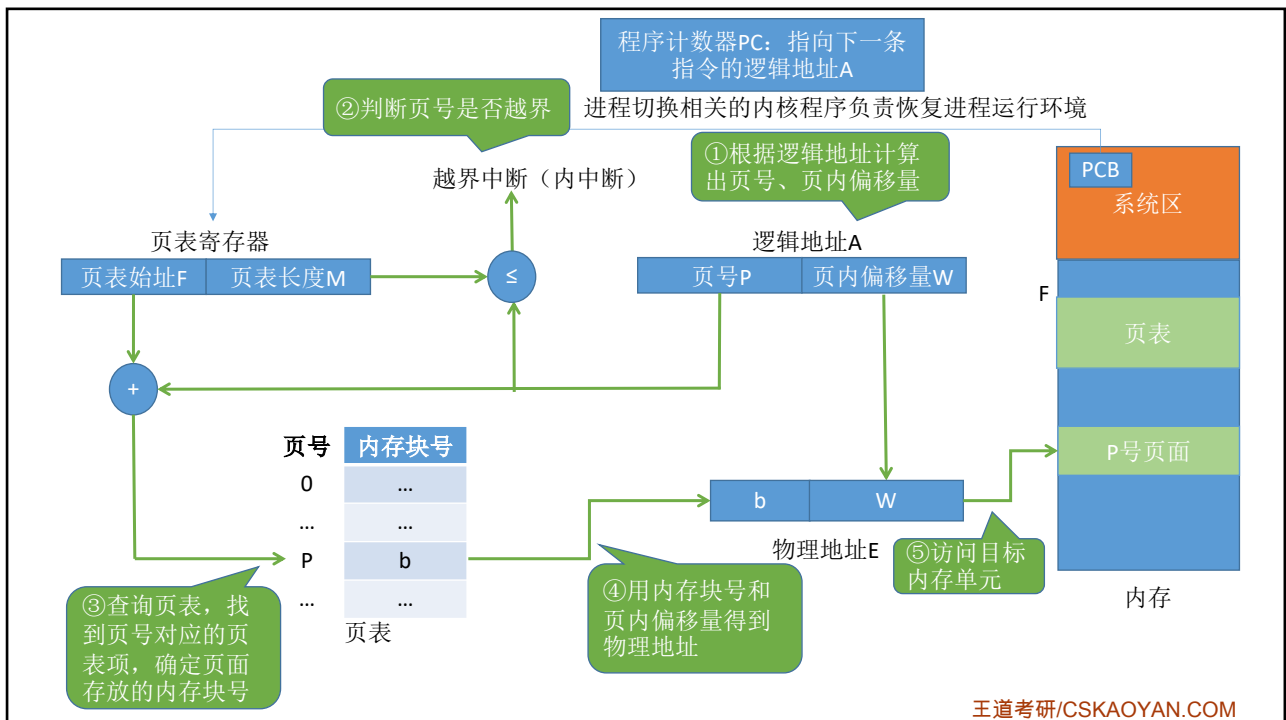 程序计数器PC：指向下一条
指令的逻辑地址A
②判断页号是否越界
进程切换相关的内核程序负责恢复进程运行环境
①根据逻辑地址计算
出页号、页内偏移量
PCB
系统区
越界中断（内中断）
页表寄存器
逻辑地址A
页表始址F
页表长度M
≤
页号P
页内偏移量W
F
页表
+
页号
内存块号
P号页面
0
…
…
…
b
W
P
b
物理地址E
⑤访问目标
内存单元
…
…
内存
③查询页表，找
到页号对应的页
表项，确定页面
存放的内存块号
页表
④用内存块号和
页内偏移量得到
物理地址
王道考研/CSKAOYAN.COM